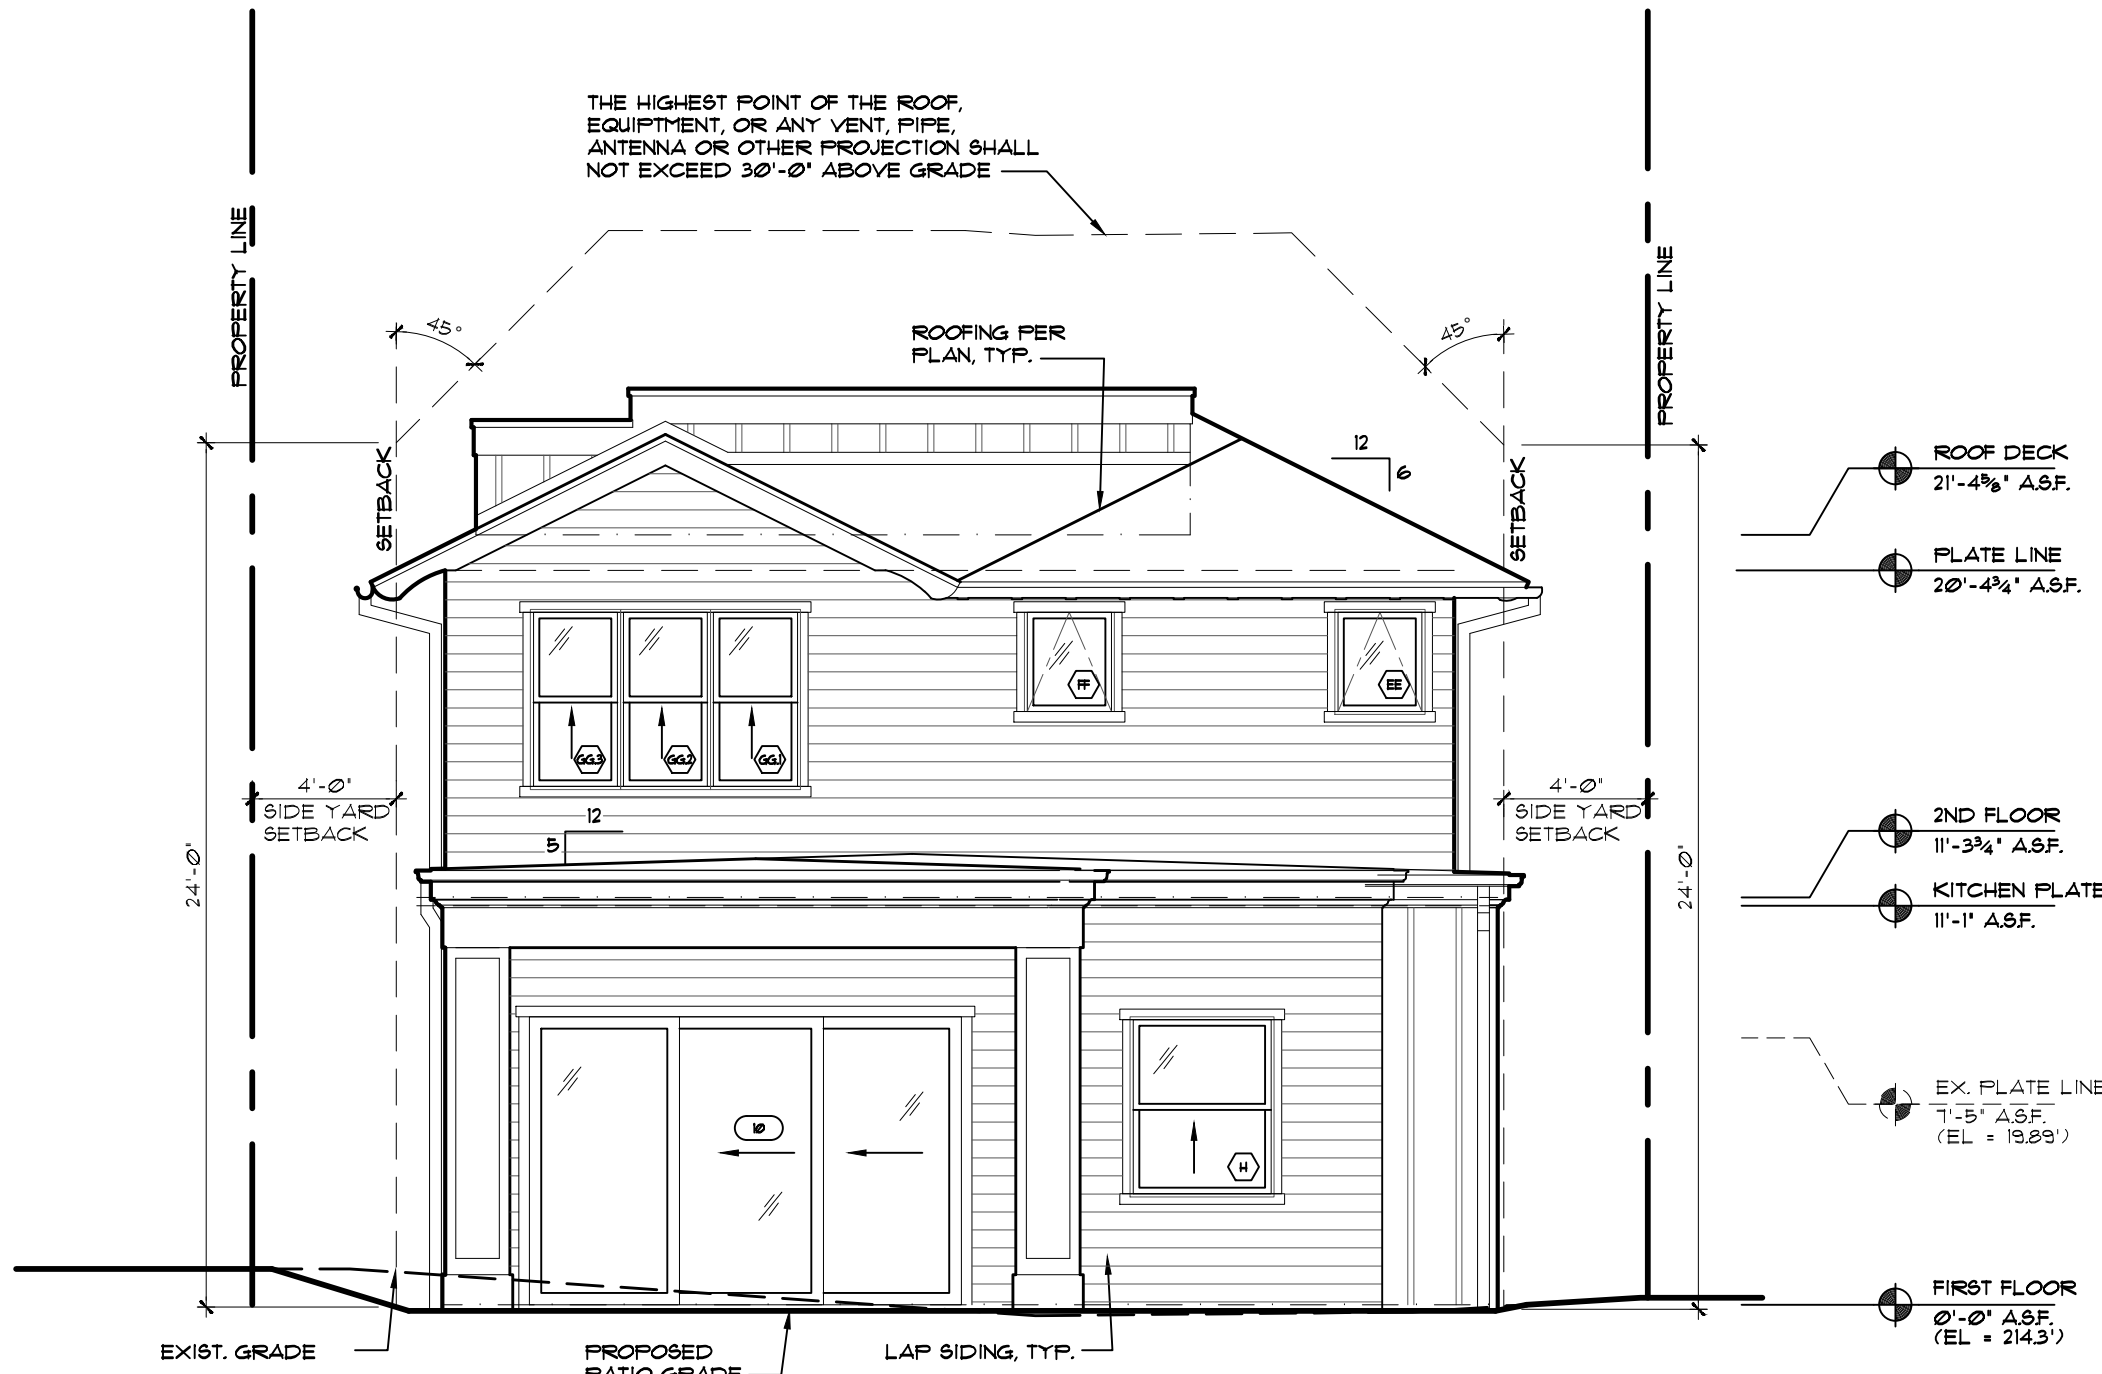 THE HIGHEST POINT OF THE ROOF,
EQUIPTMENT, OR ANY VENT, PIPE,
ANTENNA OR OTHER PROJECTION SHALL
NOT EXCEED 30'-0" ABOVE GRADE
PROPERTY LINE
PROPERTY LINE
45°
45°
ROOFING PER
PLAN, TYP.
SETBACK
SETBACK
12
6
ROOF DECK
21'-4⅝" A.S.F.
PLATE LINE
20'-4¾" A.S.F.
FF
EE
GG.3
GG.2
GG.1
4'-0"
SIDE YARD
SETBACK
4'-0"
SIDE YARD
SETBACK
12
5
24'-0"
24'-0"
2ND FLOOR
11'-3¾" A.S.F.
KITCHEN PLATE
11'-1" A.S.F.
EX. PLATE LINE
7'-5" A.S.F.
(EL = 19.89')
10
H
FIRST FLOOR
0'-0" A.S.F.
(EL = 214.3')
EXIST. GRADE
PROPOSED
PATIO GRADE
LAP SIDING, TYP.